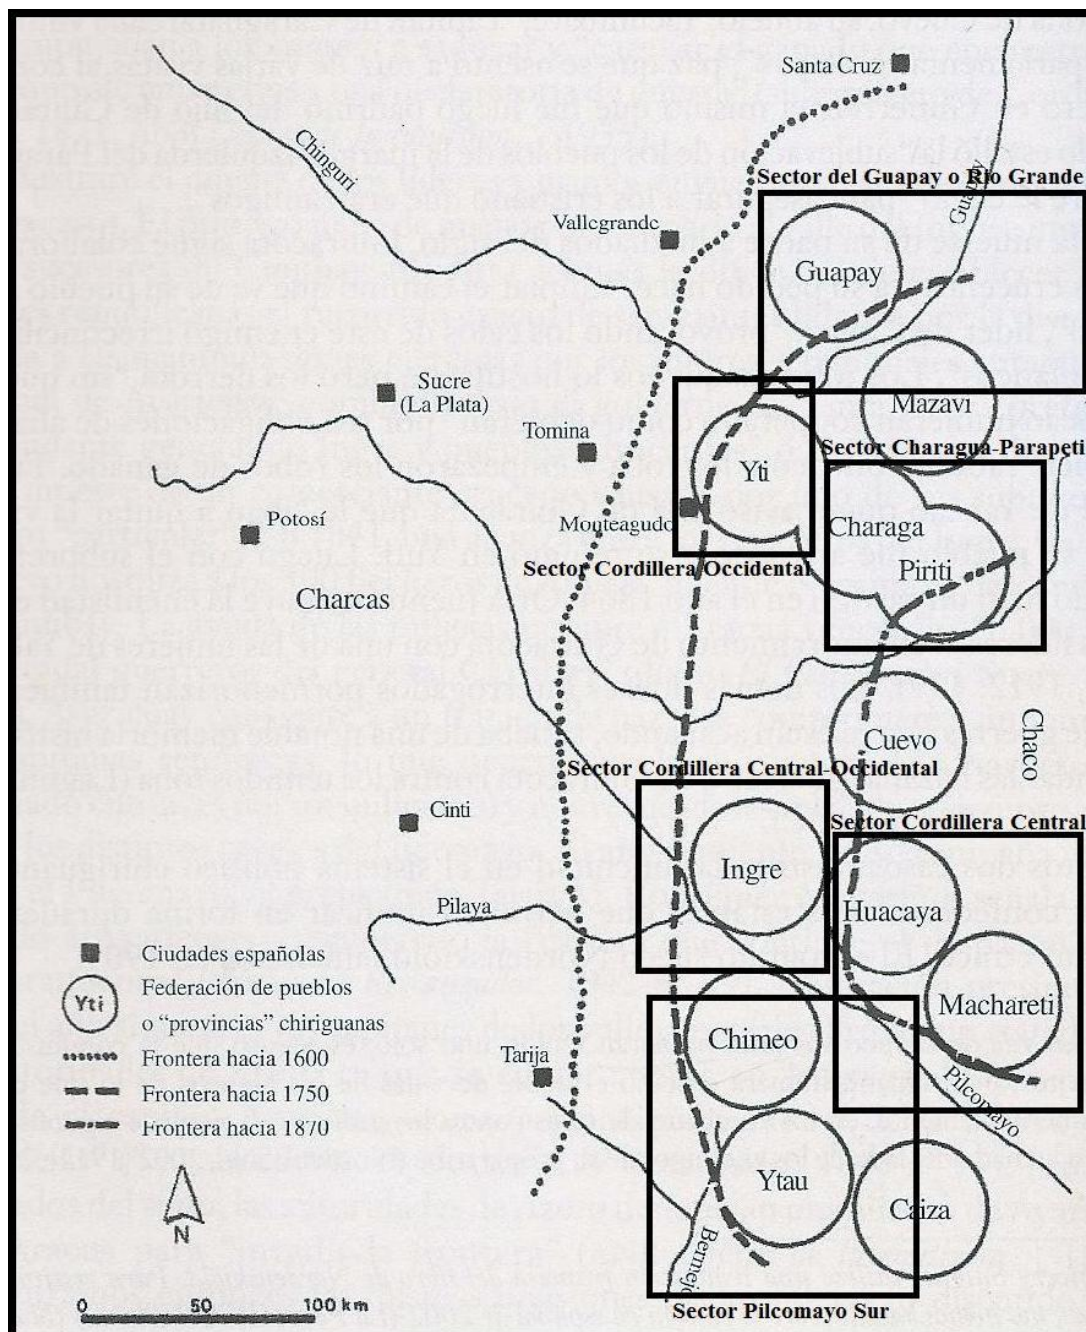 Santa Cruz
Chinguri
Sector del Guapay o Río Grande
Guapay
Vallegrande
Guapay
Sucre
(La Plata)
Mazavi
Tomina
Sector Charagua-Parapeti
Yti
Potosí
Monteagudo
Charaga
Sector Cordillera Occidental
Piriti
Charcas
Chaco
Cuevo
Sector Cordillera Central-Occidental
Cinti
Sector Cordillera Central
Ingre
Pilaya
Huacaya
Ciudades españolas
Yti
Federación de pueblos
o "provincias" chiriguanas
Machareti
Chimeo
Frontera hacia 1600
Tarija
Frontera hacia 1750
Pilcomayo
Frontera hacia 1870
Ytau
Caiza
N
Bermejo
0 50 100 km
Sector Pilcomayo Sur